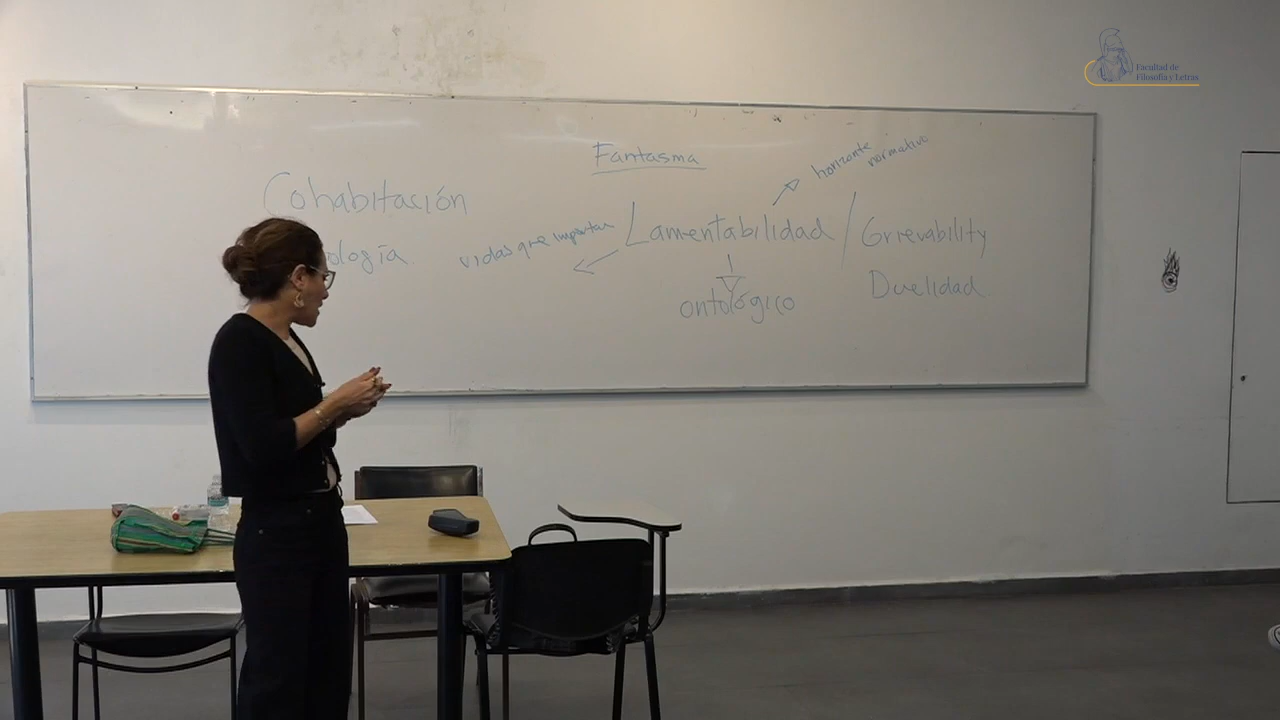 Facultad de
Filosofía y Letras
Fantasma
horizonte
normativo
Cohabitación
ología.
vidas que importan
Lamentabilidad / Grievability
Duelidad
ontológico